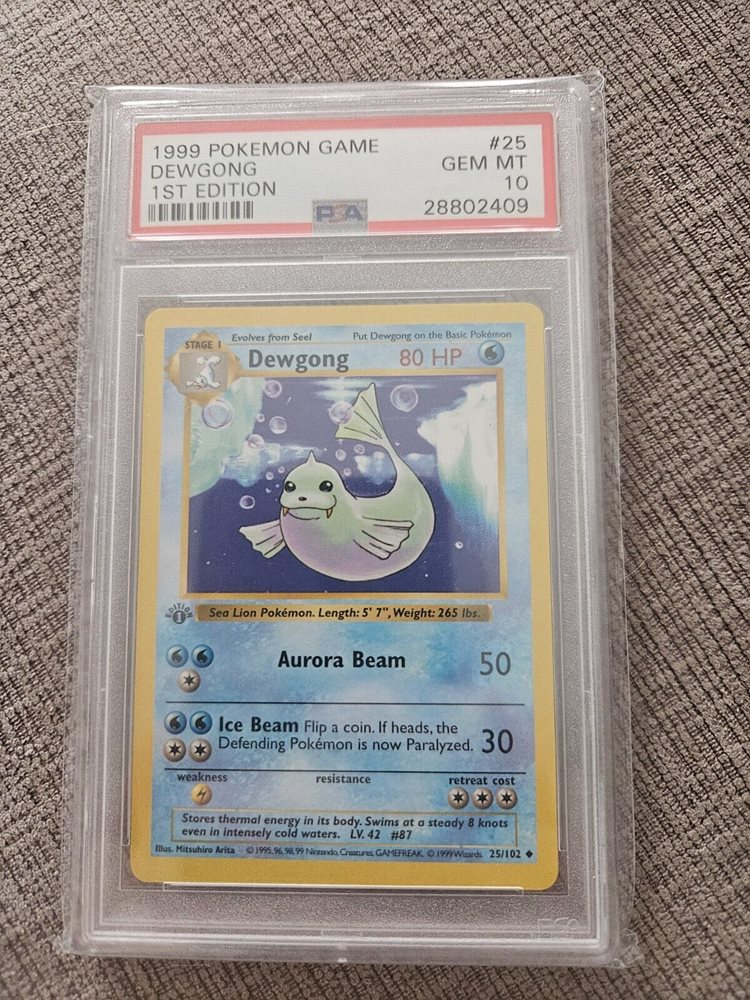 1999 POKEMON GAME #25
DEWGONG GEM MT
1ST EDITION 10
PSA 28802409
STAGE 1 Evolves from Seel Put Dewgong on the Basic Pokémon
Dewgong 80 HP
EDITION 1
Sea Lion Pokémon. Length: 5' 7", Weight: 265 lbs.
Aurora Beam 50
Ice Beam Flip a coin. If heads, the
Defending Pokémon is now Paralyzed. 30
weakness resistance retreat cost
Stores thermal energy in its body. Swims at a steady 8 knots
even in intensely cold waters. LV. 42 #87
Illus. Mitsuhiro Arita © 1995, 96, 98, 99 Nintendo, Creatures, GAMEFREAK. © 1999 Wizards. 25/102